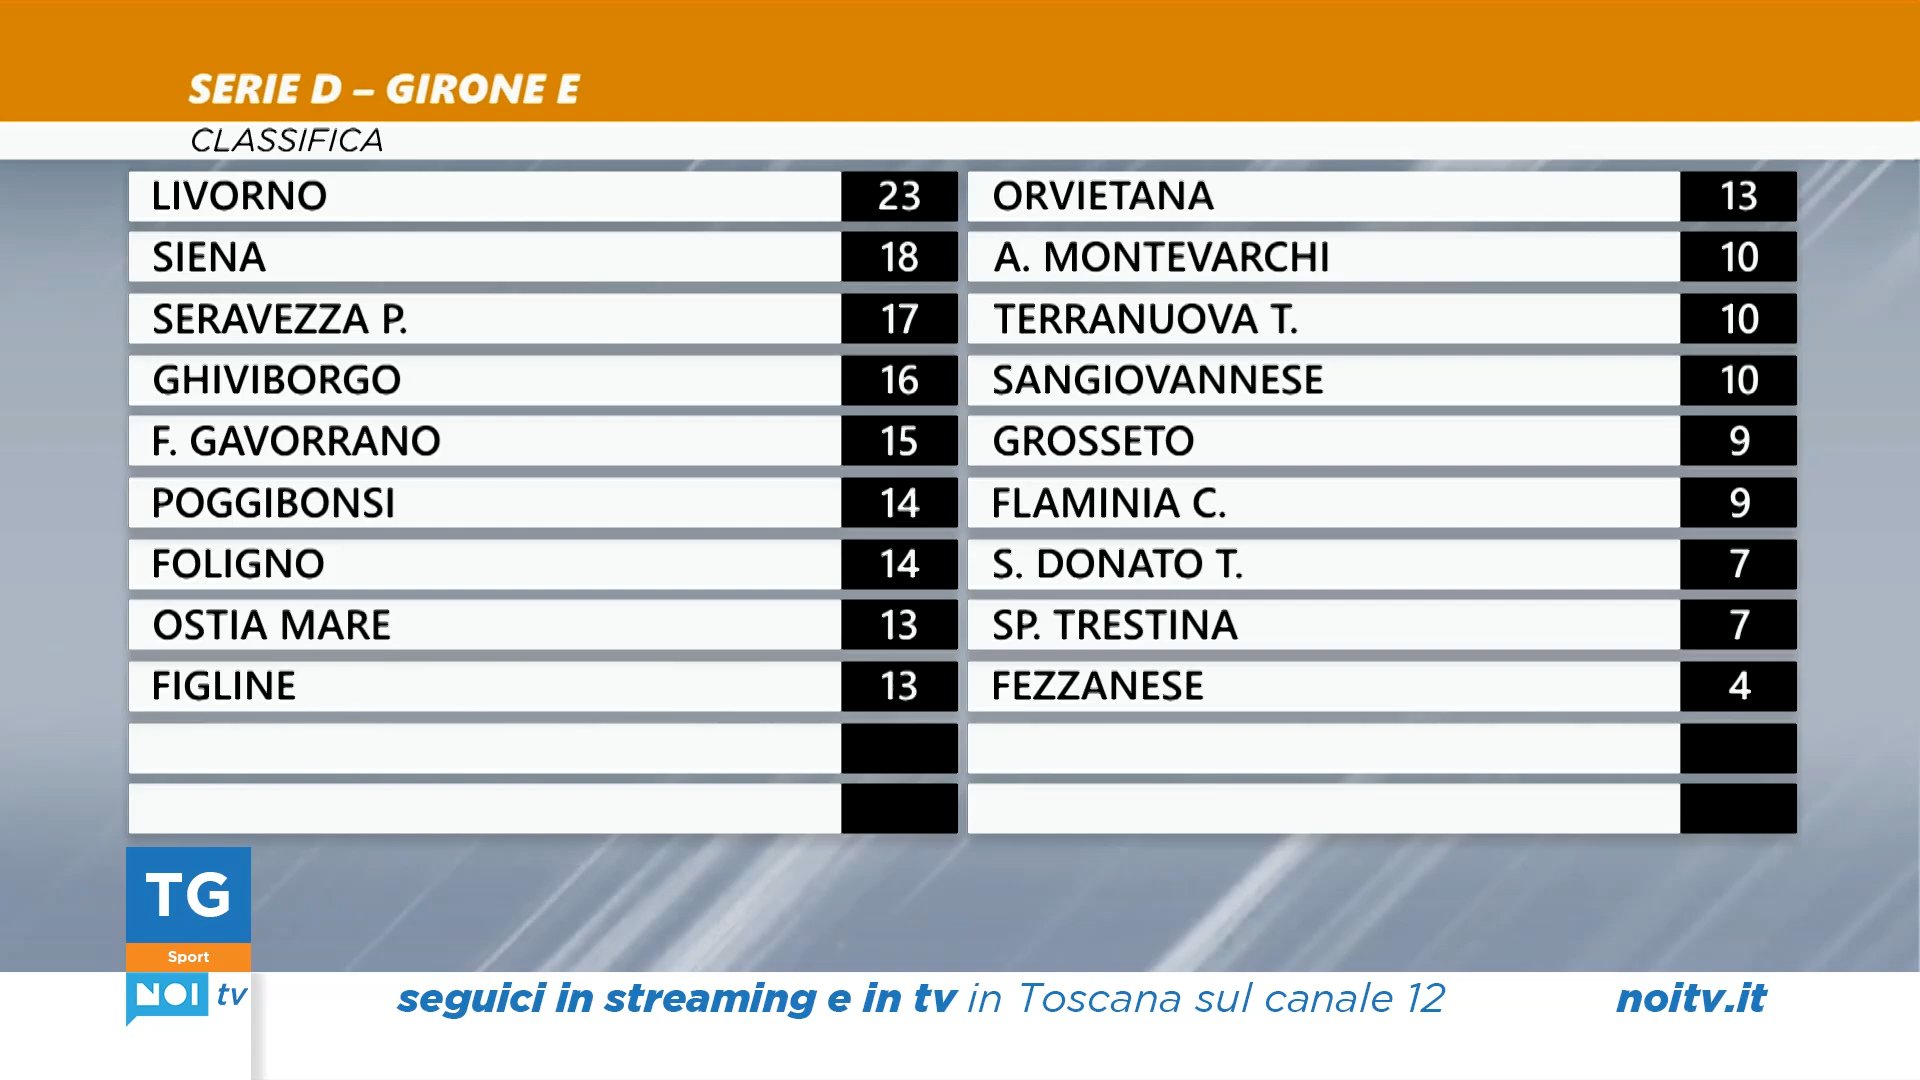 SERIE D – GIRONE E
CLASSIFICA
LIVORNO 23
SIENA 18
SERAVEZZA P. 17
GHIVIBORGO 16
F. GAVORRANO 15
POGGIBONSI 14
FOLIGNO 14
OSTIA MARE 13
FIGLINE 13
ORVIETANA 13
A. MONTEVARCHI 10
TERRANUOVA T. 10
SANGIOVANNESE 10
GROSSETO 9
FLAMINIA C. 9
S. DONATO T. 7
SP. TRESTINA 7
FEZZANESE 4
TG
Sport
NOI tv
seguici in streaming e in tv in Toscana sul canale 12
noitv.it